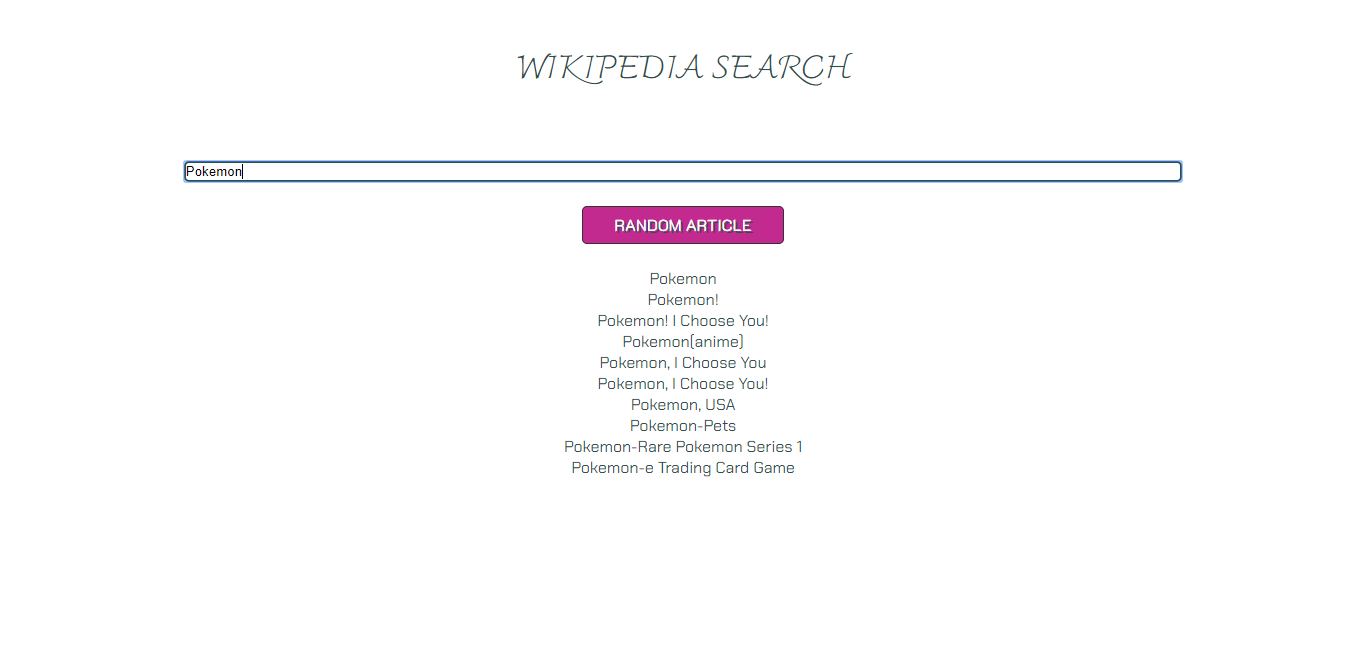 WIKIPEDIA SEARCH
Pokemon
RANDOM ARTICLE
Pokemon
Pokemon!
Pokemon! I Choose You!
Pokemon(anime)
Pokemon, I Choose You
Pokemon, I Choose You!
Pokemon, USA
Pokemon-Pets
Pokemon-Rare Pokemon Series 1
Pokemon-e Trading Card Game